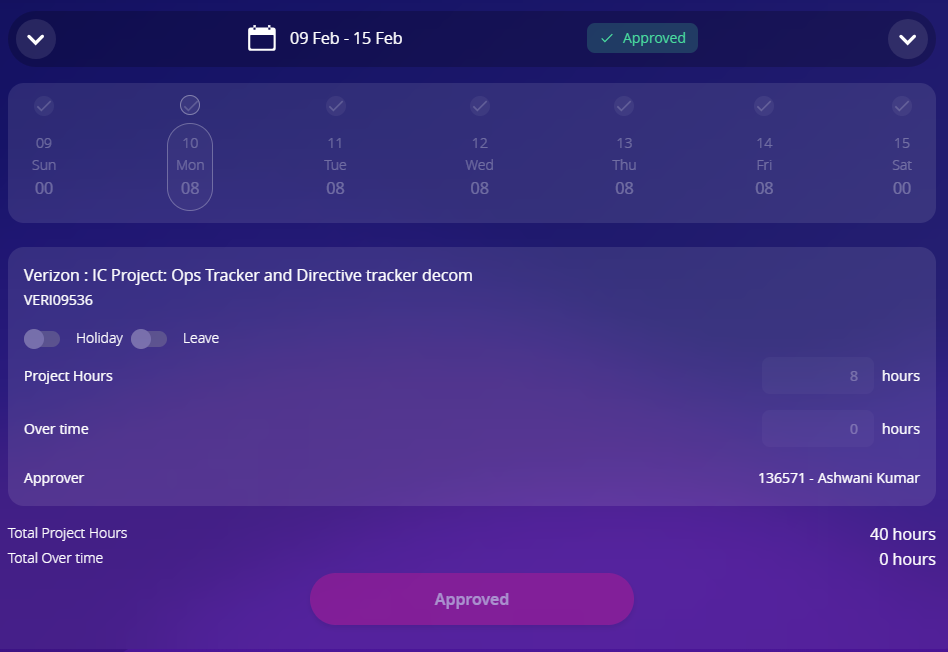 09 Feb - 15 Feb Approved
09 10 11 12 13 14 15
Sun Mon Tue Wed Thu Fri Sat
00 08 08 08 08 08 00
Verizon : IC Project: Ops Tracker and Directive tracker decom
VERI09536
Holiday Leave
Project Hours 8 hours
Over time 0 hours
Approver 136571 - Ashwani Kumar
Total Project Hours 40 hours
Total Over time 0 hours
Approved